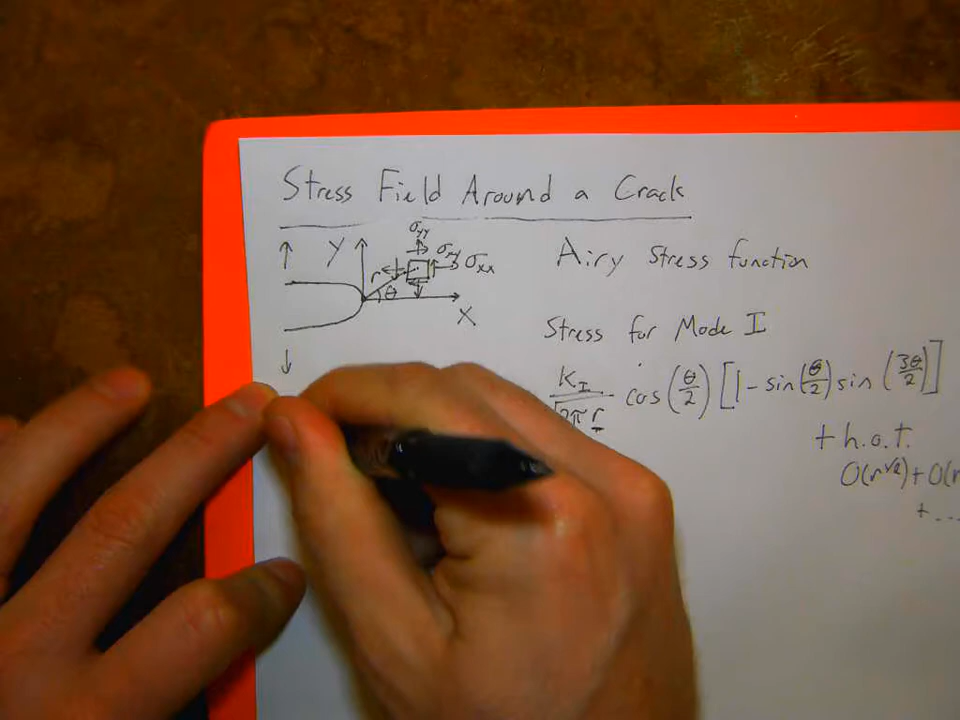 Stress Field Around a Crack
σyy
Y
σxy
σxx
r
θ
X
Airy stress function
Stress for Mode I
K_I/√(2πr) cos(θ/2) [1 - sin(θ/2) sin(3θ/2)]
+ h.o.t.
O(r^1/2) + O(r
+ ...